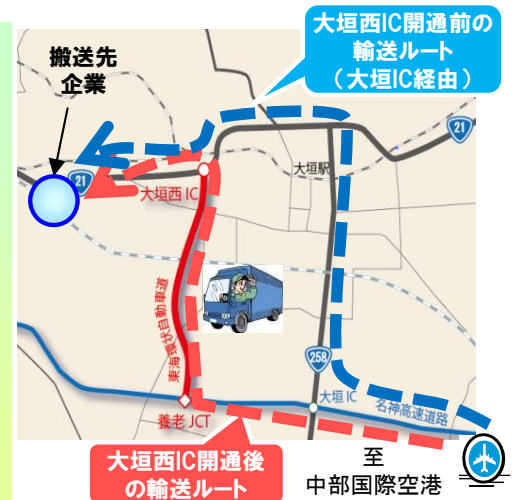 大垣西IC開通前の
輸送ルート
（大垣IC経由）
搬送先
企業
21
大垣駅
21
大垣西 IC
東海環状自動車道
258
大垣 IC
名神高速道路
養老 JCT
大垣西IC開通後
の輸送ルート
至
中部国際空港